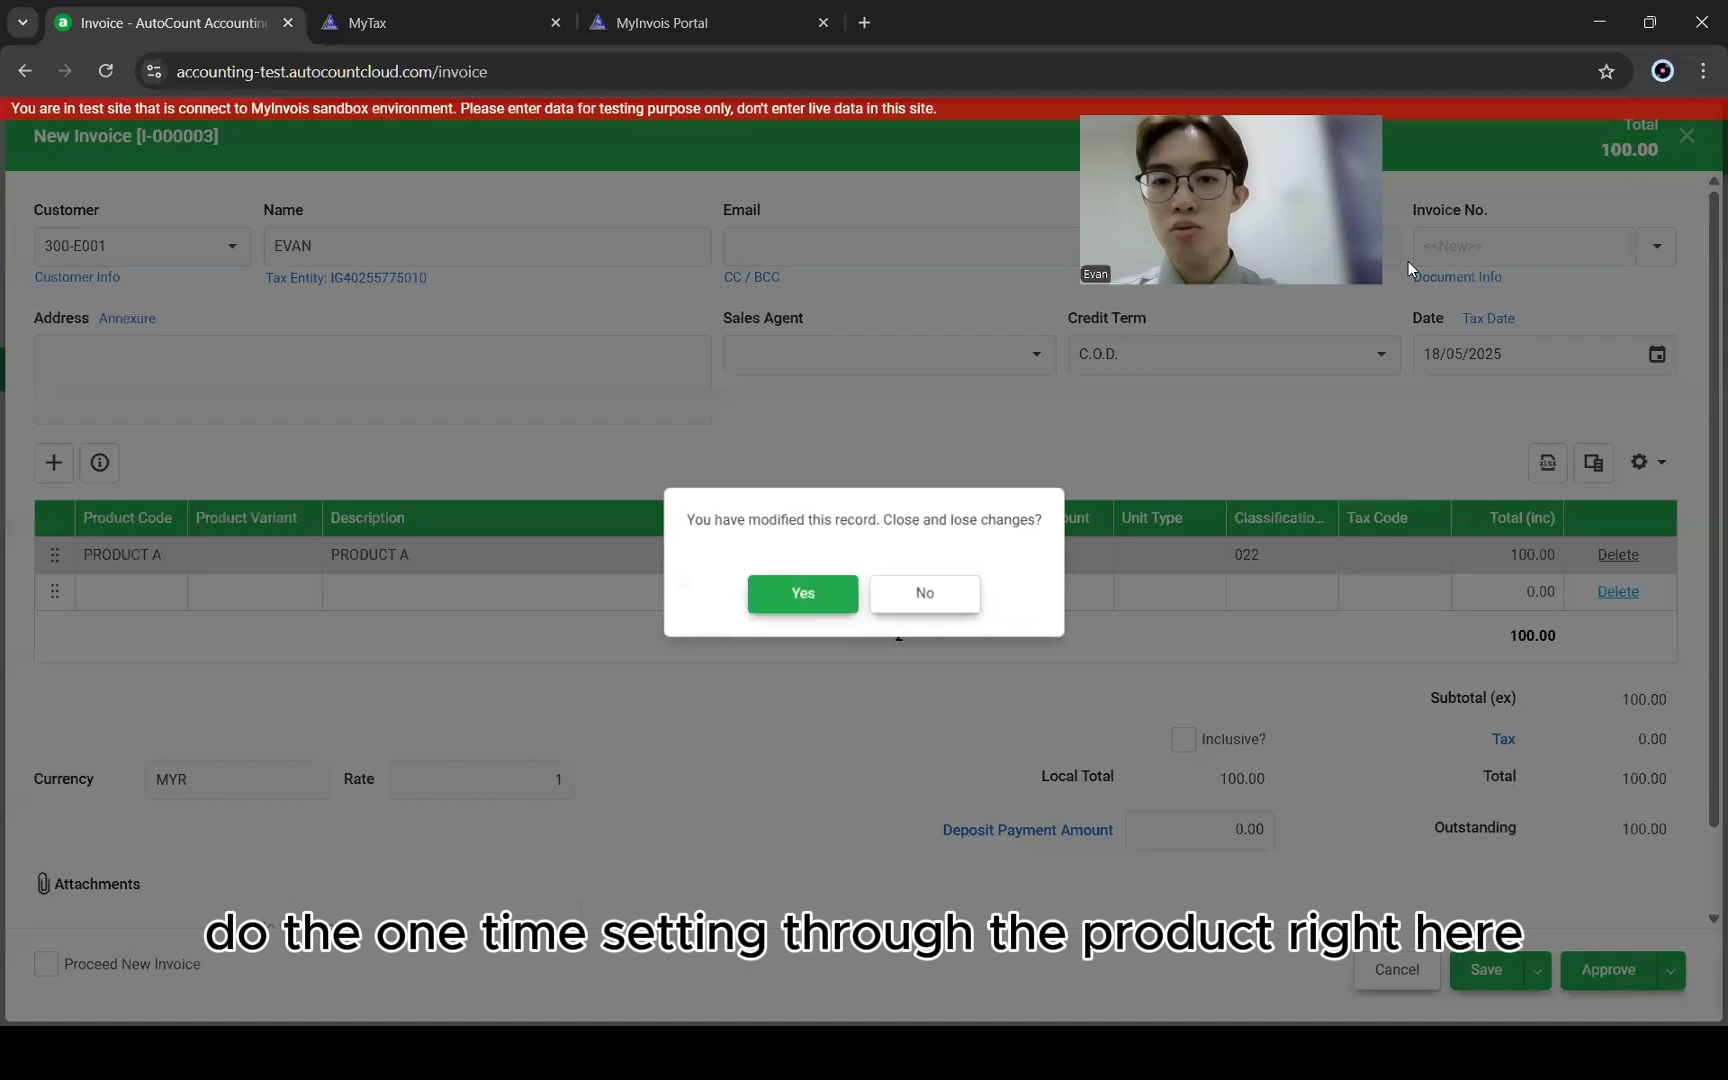 Invoice - AutoCount Accounting
MyTax
MyInvois Portal
accounting-test.autocountcloud.com/invoice
You are in test site that is connect to MyInvois sandbox environment. Please enter data for testing purpose only, don't enter live data in this site.
New Invoice [I-000003]
Total
100.00
Customer
Name
Email
Invoice No.
300-E001
EVAN
<<New>>
Customer Info
Tax Entity: IG40255775010
CC / BCC
Evan
Document Info
Address Annexure
Sales Agent
Credit Term
Date Tax Date
C.O.D.
18/05/2025
Product Code Product Variant Description Unit Type Classificatio... Tax Code Total (inc)
PRODUCT A PRODUCT A 022 100.00 Delete
0.00 Delete
100.00
You have modified this record. Close and lose changes?
Yes No
Subtotal (ex) 100.00
Inclusive? Tax 0.00
Currency MYR Rate 1 Local Total 100.00 Total 100.00
Deposit Payment Amount 0.00 Outstanding 100.00
Attachments
do the one time setting through the product right here
Proceed New Invoice
Cancel Save Approve